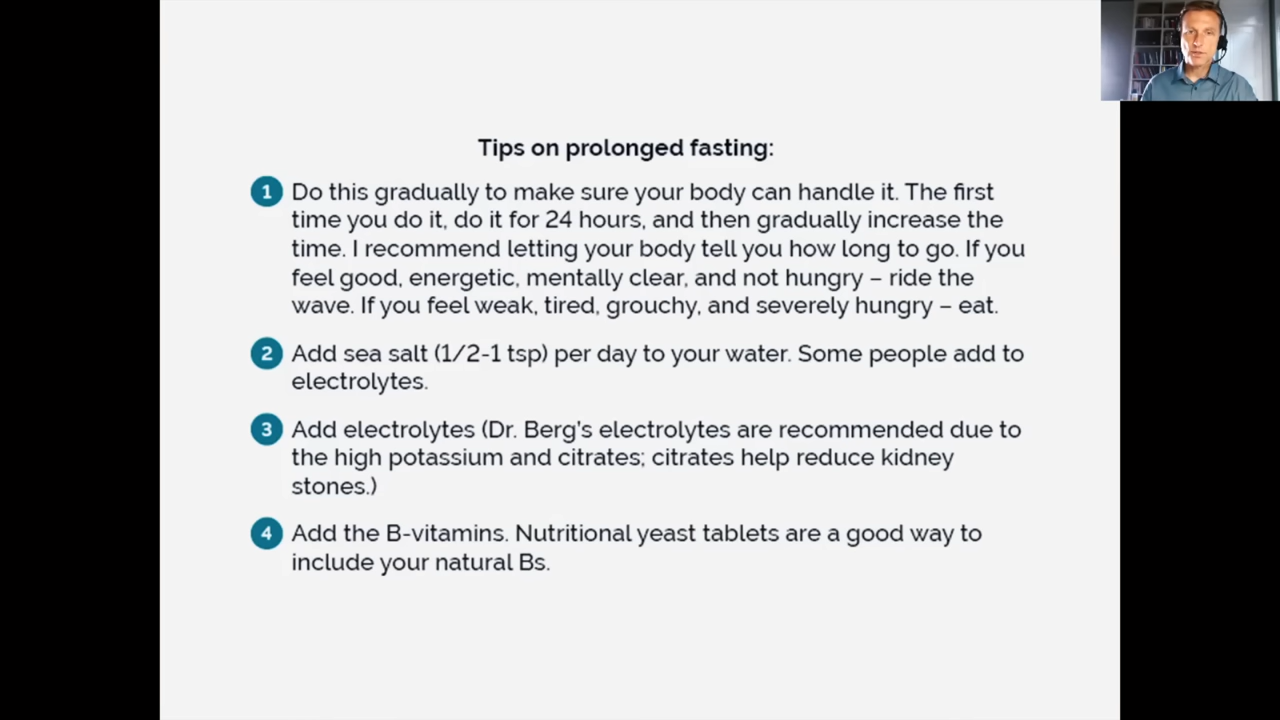 Tips on prolonged fasting:
1 Do this gradually to make sure your body can handle it. The first
time you do it, do it for 24 hours, and then gradually increase the
time. I recommend letting your body tell you how long to go. If you
feel good, energetic, mentally clear, and not hungry – ride the
wave. If you feel weak, tired, grouchy, and severely hungry – eat.
2 Add sea salt (1/2-1 tsp) per day to your water. Some people add to
electrolytes.
3 Add electrolytes (Dr. Berg's electrolytes are recommended due to
the high potassium and citrates; citrates help reduce kidney
stones.)
4 Add the B-vitamins. Nutritional yeast tablets are a good way to
include your natural Bs.